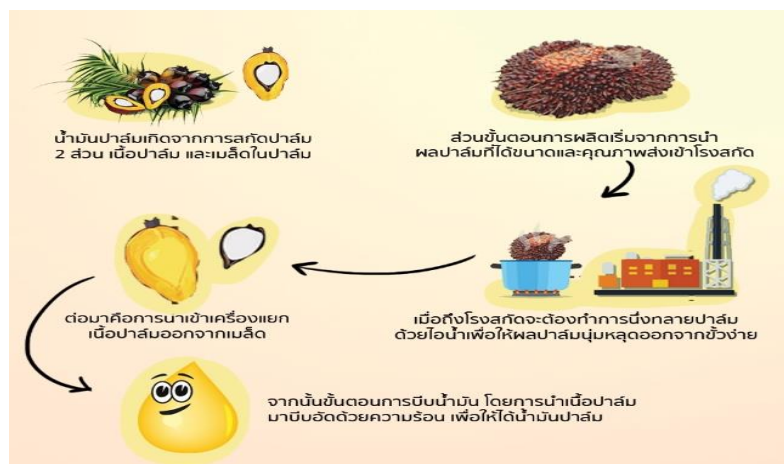 น้ำมันปาล์มเกิดจากการสกัดปาล์ม
2 ส่วน เนื้อปาล์ม และเมล็ดในปาล์ม
ส่วนขั้นตอนการผลิตเริ่มจากการนำ
ผลปาล์มที่ได้ขนาดและคุณภาพส่งเข้าโรงสกัด
เมื่อถึงโรงสกัดจะต้องทำการนึ่งทลายปาล์ม
ด้วยไอน้ำเพื่อให้ผลปาล์มนุ่มหลุดออกจากขั้วง่าย
ต่อมาคือการนำเข้าเครื่องแยก
เนื้อปาล์มออกจากเมล็ด
จากนั้นขั้นตอนการบีบน้ำมัน โดยการนำเนื้อปาล์ม
มาบีบอัดด้วยความร้อน เพื่อให้ได้น้ำมันปาล์ม